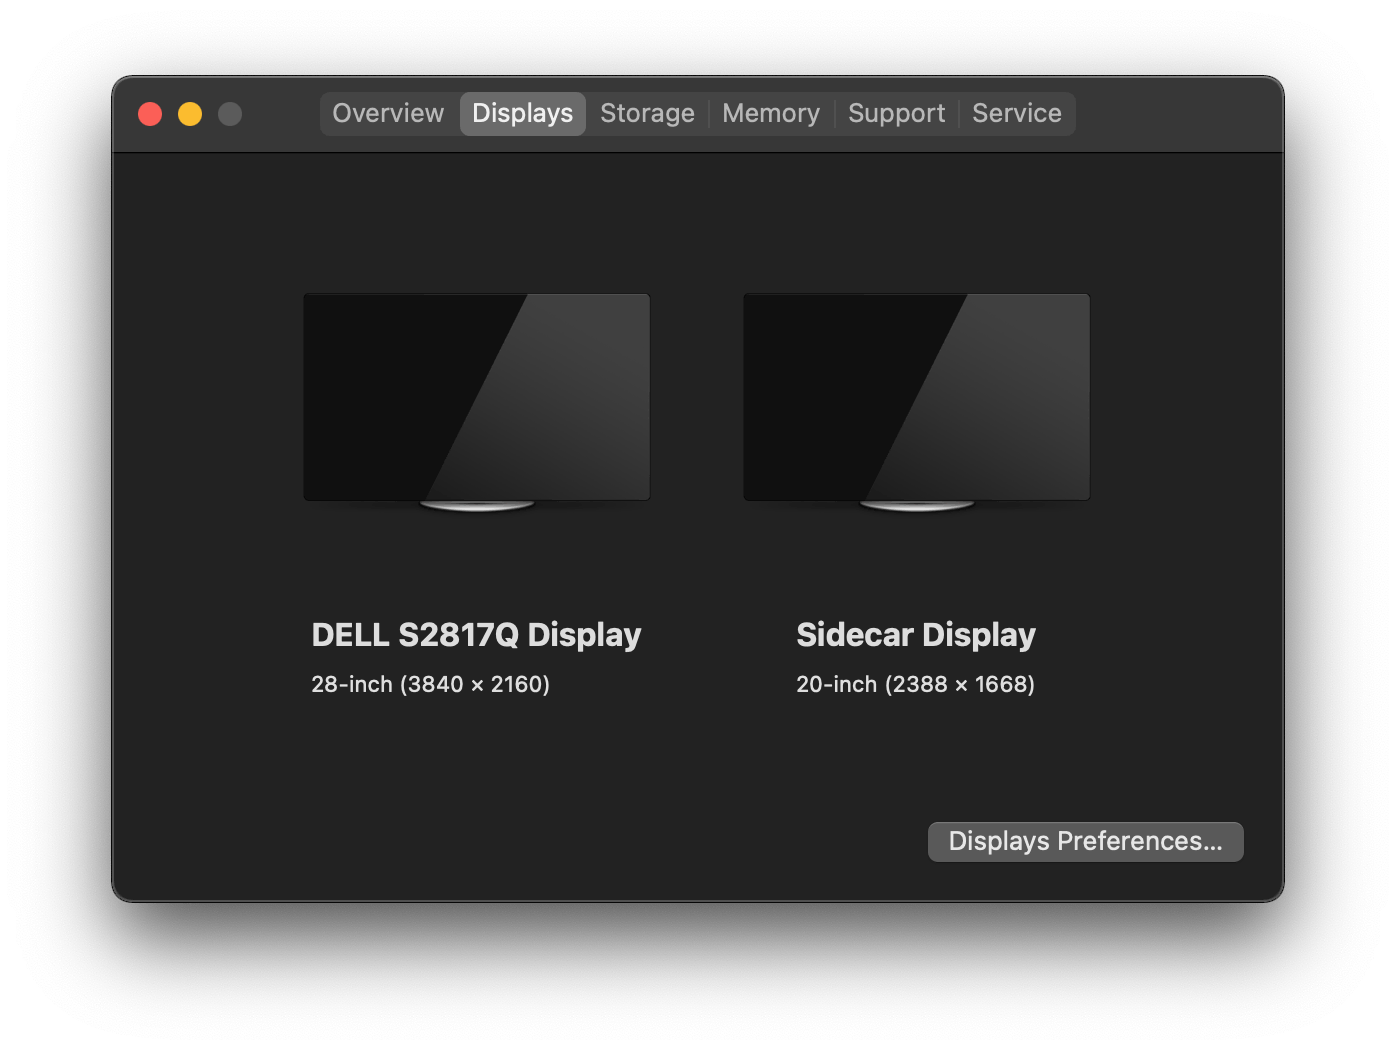 Overview Displays Storage Memory Support Service
DELL S2817Q Display
28-inch (3840 × 2160)
Sidecar Display
20-inch (2388 × 1668)
Displays Preferences...